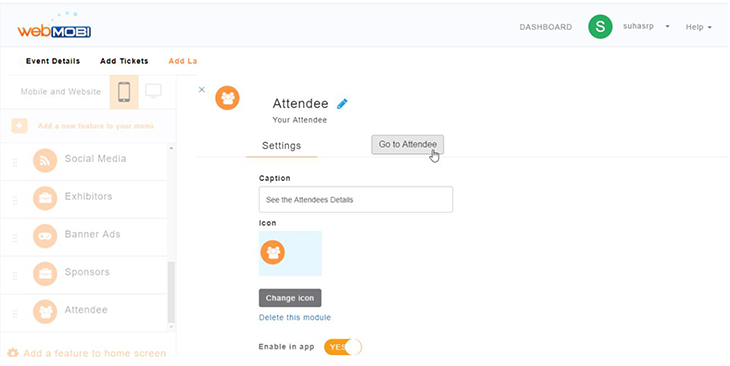 webMOBI
DASHBOARD
S
suhasrp
Help
Event Details
Add Tickets
Add La
Mobile and Website
Add a new feature to your menu
Social Media
Exhibitors
Banner Ads
Sponsors
Attendee
Add a feature to home screen
x
Attendee
Your Attendee
Settings
Go to Attendee
Caption
See the Attendees Details
Icon
Change icon
Delete this module
Enable in app
YES